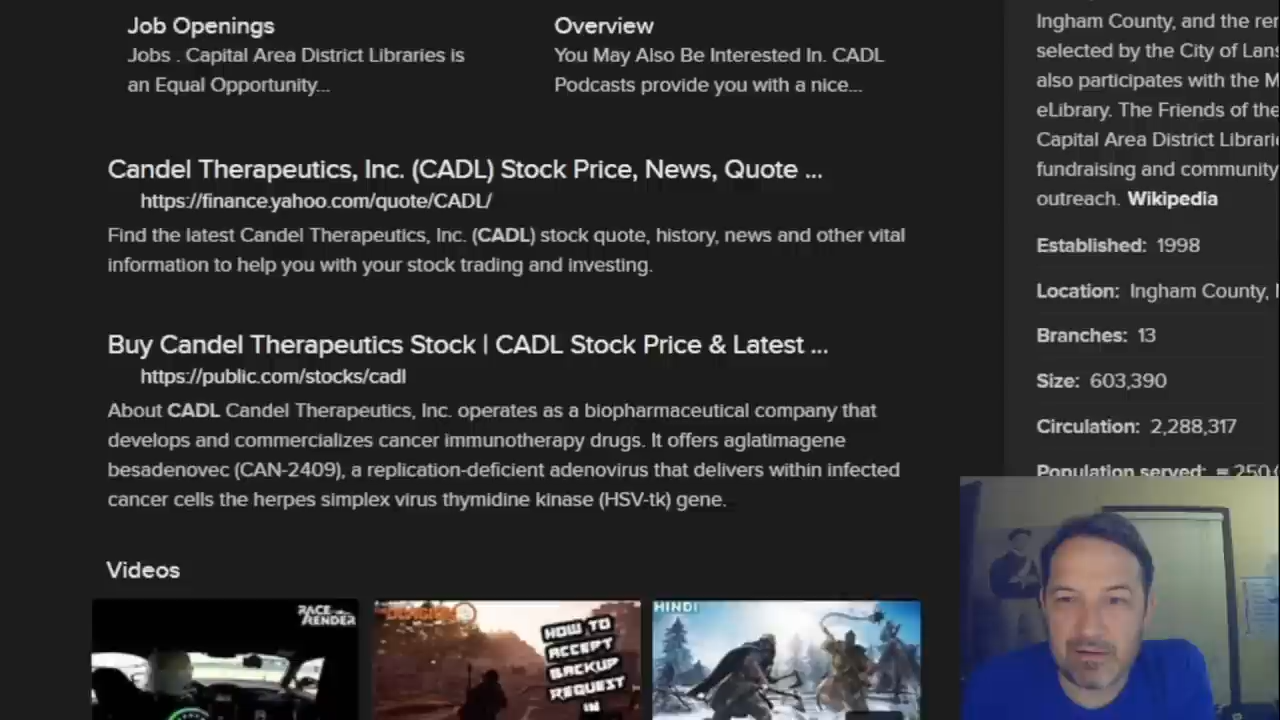 Job Openings
Jobs . Capital Area District Libraries is
an Equal Opportunity...
Overview
You May Also Be Interested In. CADL
Podcasts provide you with a nice...
Candel Therapeutics, Inc. (CADL) Stock Price, News, Quote ...
https://finance.yahoo.com/quote/CADL/
Find the latest Candel Therapeutics, Inc. (CADL) stock quote, history, news and other vital
information to help you with your stock trading and investing.
Buy Candel Therapeutics Stock | CADL Stock Price & Latest ...
https://public.com/stocks/cadl
About CADL Candel Therapeutics, Inc. operates as a biopharmaceutical company that
develops and commercializes cancer immunotherapy drugs. It offers aglatimagene
besadenovec (CAN-2409), a replication-deficient adenovirus that delivers within infected
cancer cells the herpes simplex virus thymidine kinase (HSV-tk) gene.
Videos
RACE
RENDER
HOW TO
ACCEPT
BACKUP
REQUEST
IN
HINDI
Ingham County, and the
selected by the City of
also participates with the
eLibrary. The Friends of the
Capital Area District
fundraising and community
outreach. Wikipedia
Established: 1998
Location: Ingham County,
Branches: 13
Size: 603,390
Circulation: 2,288,317
Population served: ≈